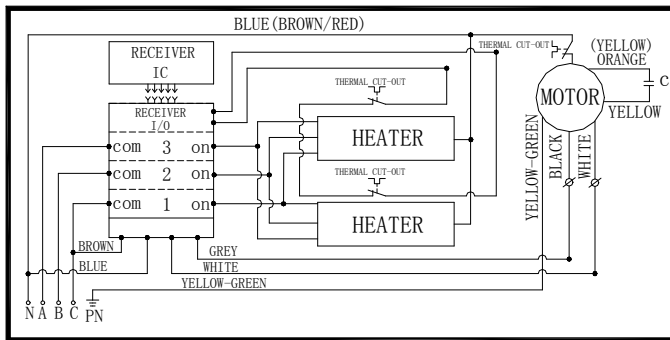 BLUE(BROWN/RED)
RECEIVER
IC
THERMAL CUT-OUT
(YELLOW)
ORANGE
THERMAL CUT-OUT
C
RECEIVER
I/O
MOTOR
YELLOW
com 3 on
HEATER
YELLOW-GREEN
BLACK
WHITE
com 2 on
THERMAL CUT-OUT
com 1 on
HEATER
BROWN
GREY
BLUE
WHITE
YELLOW-GREEN
N A B C PN